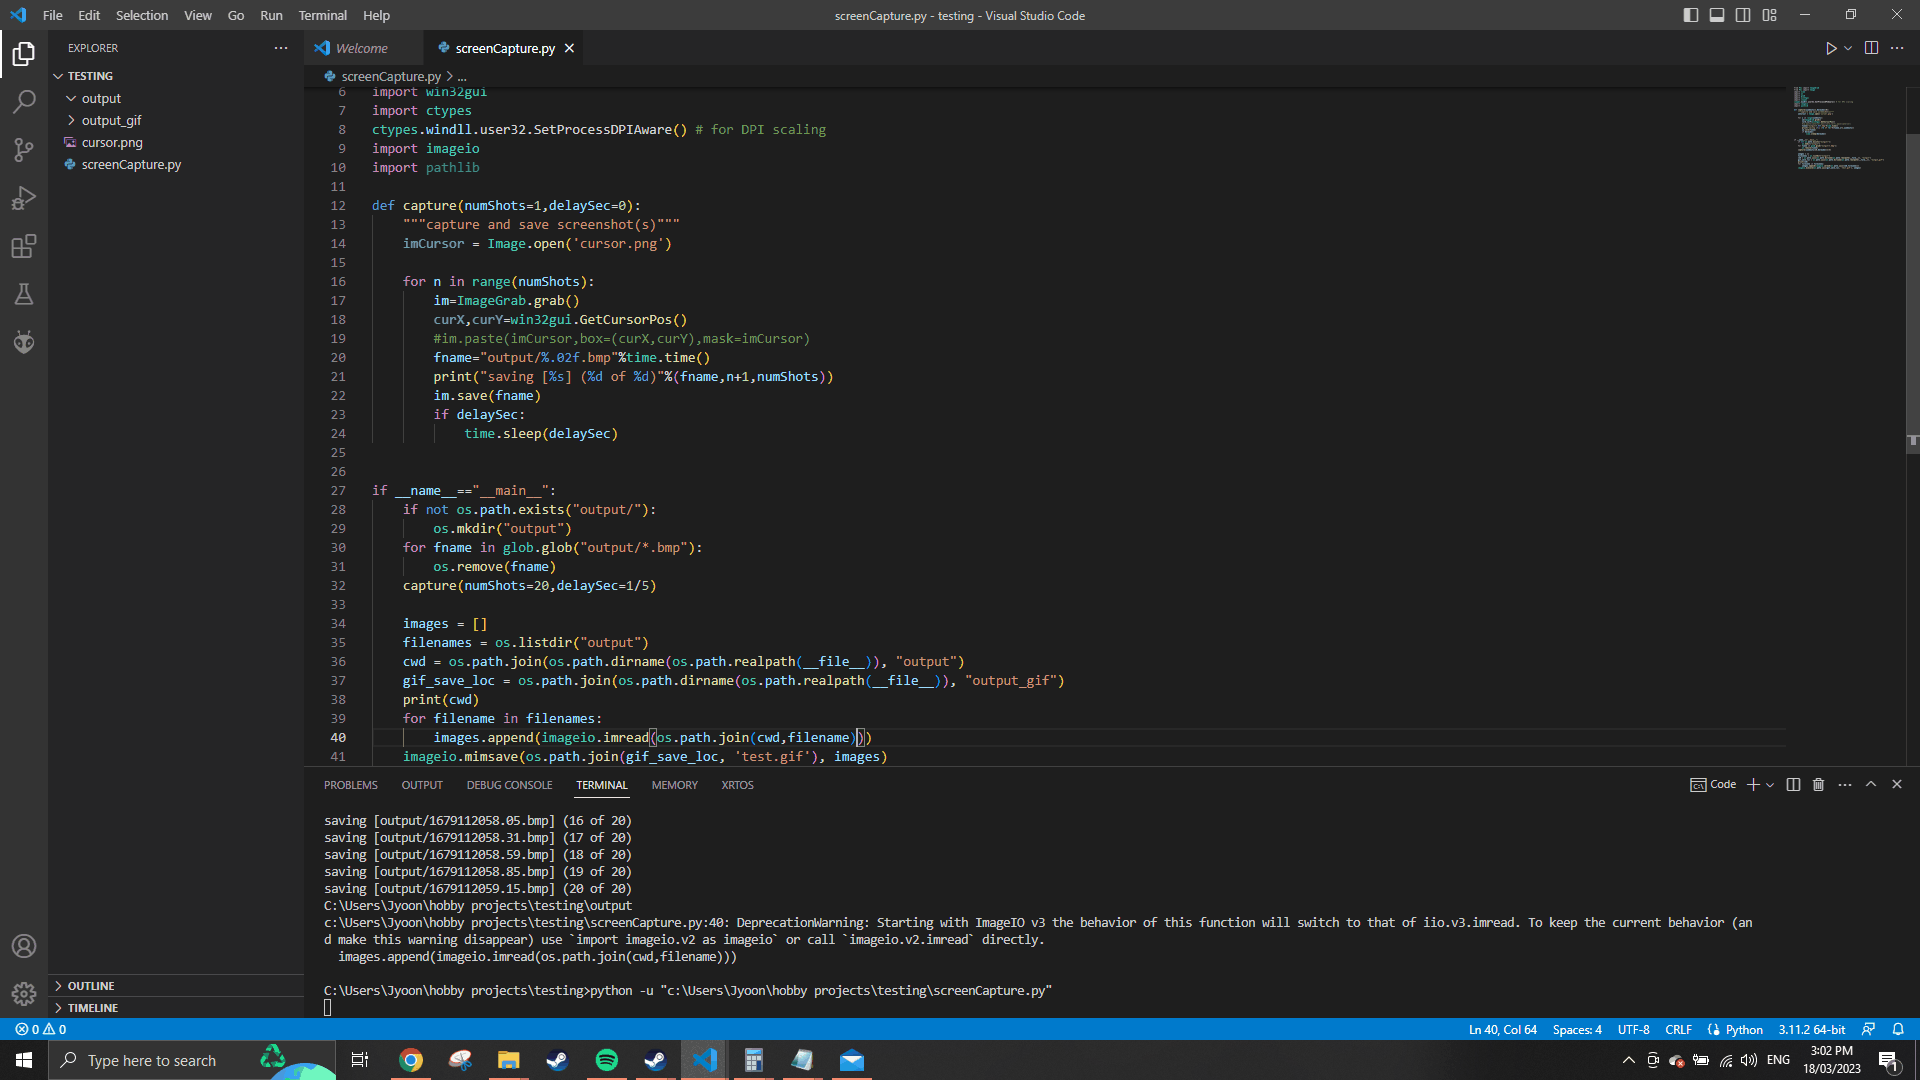 File Edit Selection View Go Run Terminal Help
screenCapture.py - testing - Visual Studio Code
EXPLORER
TESTING
output
output_gif
cursor.png
screenCapture.py
OUTLINE
TIMELINE
Welcome
screenCapture.py
screenCapture.py > ...
6 import win32gui
7 import ctypes
8 ctypes.windll.user32.SetProcessDPIAware() # for DPI scaling
9 import imageio
10 import pathlib
11
12 def capture(numShots=1,delaySec=0):
13 """capture and save screenshot(s)"""
14 imCursor = Image.open('cursor.png')
15
16 for n in range(numShots):
17 im=ImageGrab.grab()
18 curX,curY=win32gui.GetCursorPos()
19 #im.paste(imCursor,box=(curX,curY),mask=imCursor)
20 fname="output/%.02f.bmp"%time.time()
21 print("saving [%s] (%d of %d)"%(fname,n+1,numShots))
22 im.save(fname)
23 if delaySec:
24 time.sleep(delaySec)
25
26
27 if __name__=="__main__":
28 if not os.path.exists("output/"):
29 os.mkdir("output")
30 for fname in glob.glob("output/*.bmp"):
31 os.remove(fname)
32 capture(numShots=20,delaySec=1/5)
33
34 images = []
35 filenames = os.listdir("output")
36 cwd = os.path.join(os.path.dirname(os.path.realpath(__file__)), "output")
37 gif_save_loc = os.path.join(os.path.dirname(os.path.realpath(__file__)), "output_gif")
38 print(cwd)
39 for filename in filenames:
40 images.append(imageio.imread(os.path.join(cwd,filename)))
41 imageio.mimsave(os.path.join(gif_save_loc, 'test.gif'), images)
PROBLEMS OUTPUT DEBUG CONSOLE TERMINAL MEMORY XRTOS
Code
saving [output/1679112058.05.bmp] (16 of 20)
saving [output/1679112058.31.bmp] (17 of 20)
saving [output/1679112058.59.bmp] (18 of 20)
saving [output/1679112058.85.bmp] (19 of 20)
saving [output/1679112059.15.bmp] (20 of 20)
C:\Users\Jyoon\hobby projects\testing\output
c:\Users\Jyoon\hobby projects\testing\screenCapture.py:40: DeprecationWarning: Starting with ImageIO v3 the behavior of this function will switch to that of iio.v3.imread. To keep the current behavior (an
d make this warning disappear) use `import imageio.v2 as imageio` or call `imageio.v2.imread` directly.
images.append(imageio.imread(os.path.join(cwd,filename)))
C:\Users\Jyoon\hobby projects\testing>python -u "c:\Users\Jyoon\hobby projects\testing\screenCapture.py"
0 0
Ln 40, Col 64 Spaces: 4 UTF-8 CRLF Python 3.11.2 64-bit
Type here to search
ENG
3:02 PM
18/03/2023
1